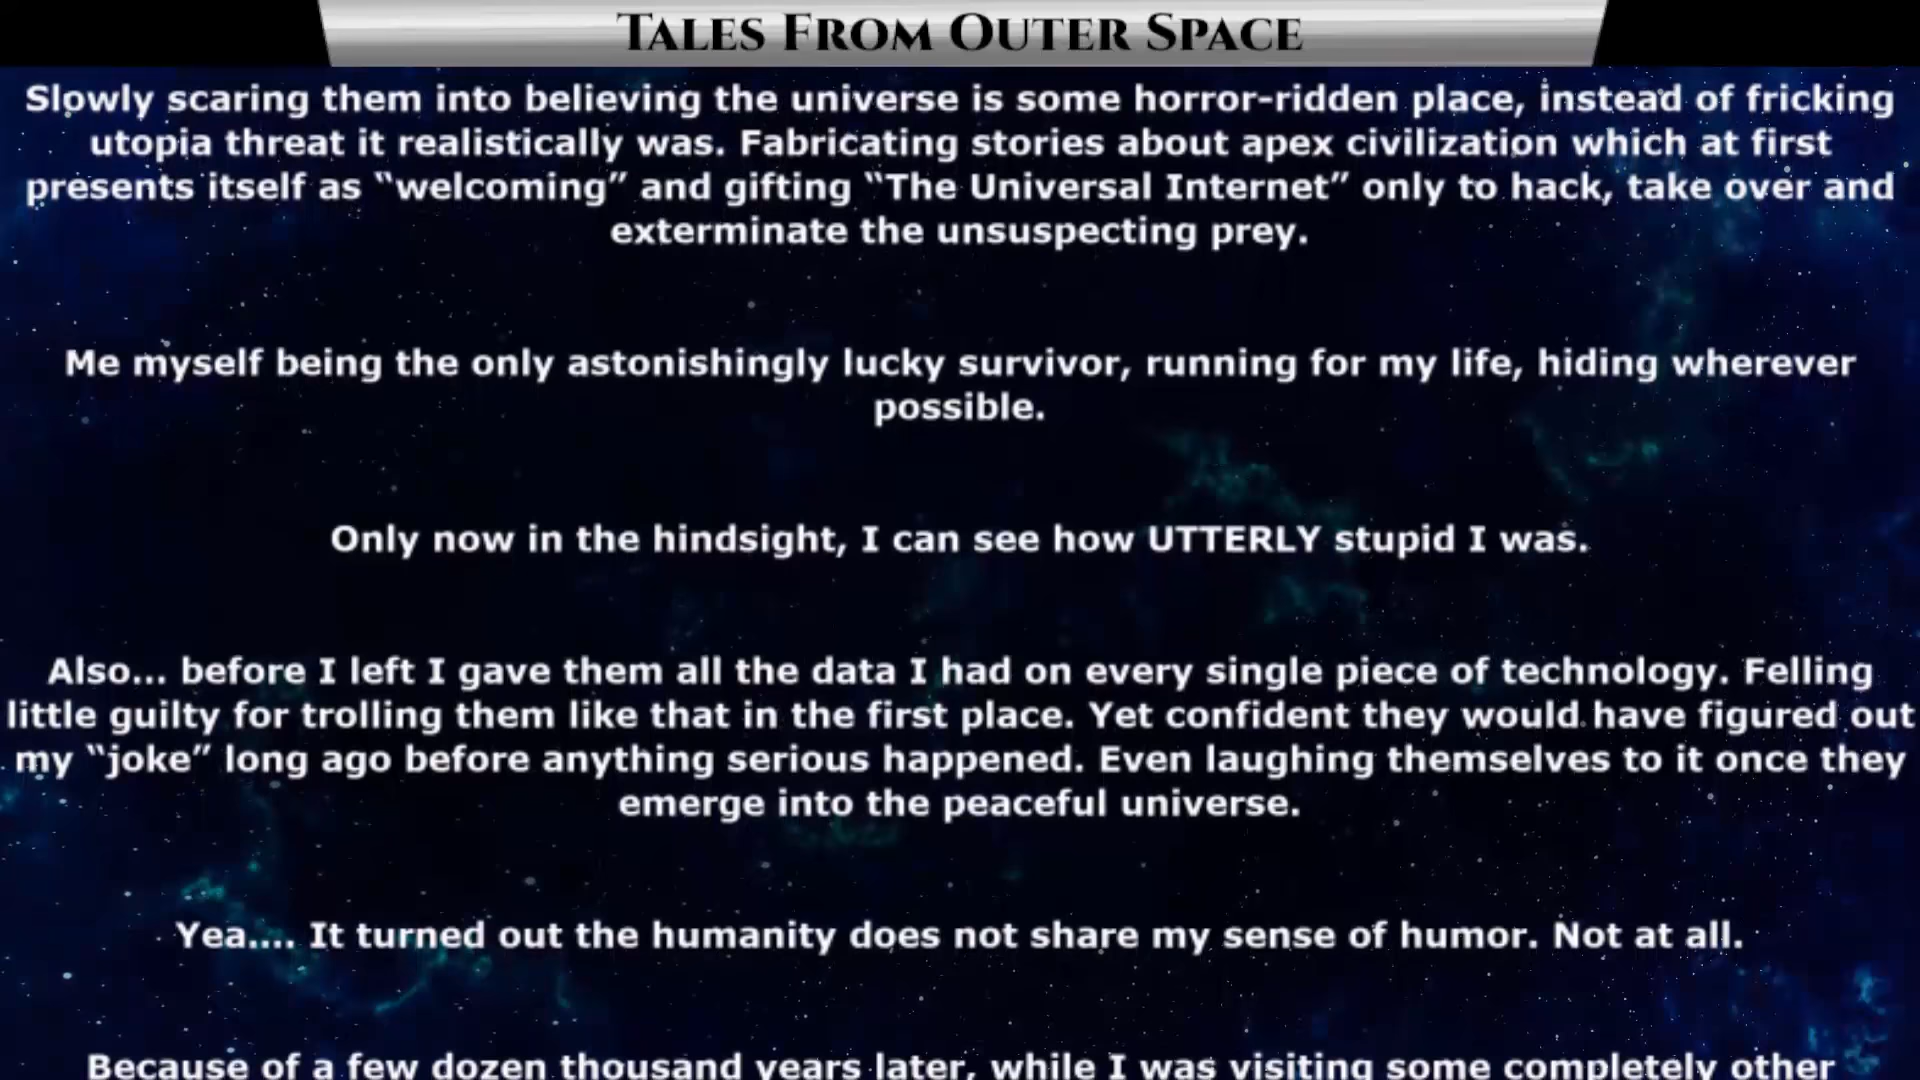 Tales From Outer Space
Slowly scaring them into believing the universe is some horror-ridden place, instead of fricking
utopia threat it realistically was. Fabricating stories about apex civilization which at first
presents itself as “welcoming” and gifting “The Universal Internet” only to hack, take over and
exterminate the unsuspecting prey.
Me myself being the only astonishingly lucky survivor, running for my life, hiding wherever
possible.
Only now in the hindsight, I can see how UTTERLY stupid I was.
Also... before I left I gave them all the data I had on every single piece of technology. Felling
little guilty for trolling them like that in the first place. Yet confident they would have figured out
my “joke” long ago before anything serious happened. Even laughing themselves to it once they
emerge into the peaceful universe.
Yea.... It turned out the humanity does not share my sense of humor. Not at all.
Because of a few dozen thousand years later, while I was visiting some completely other